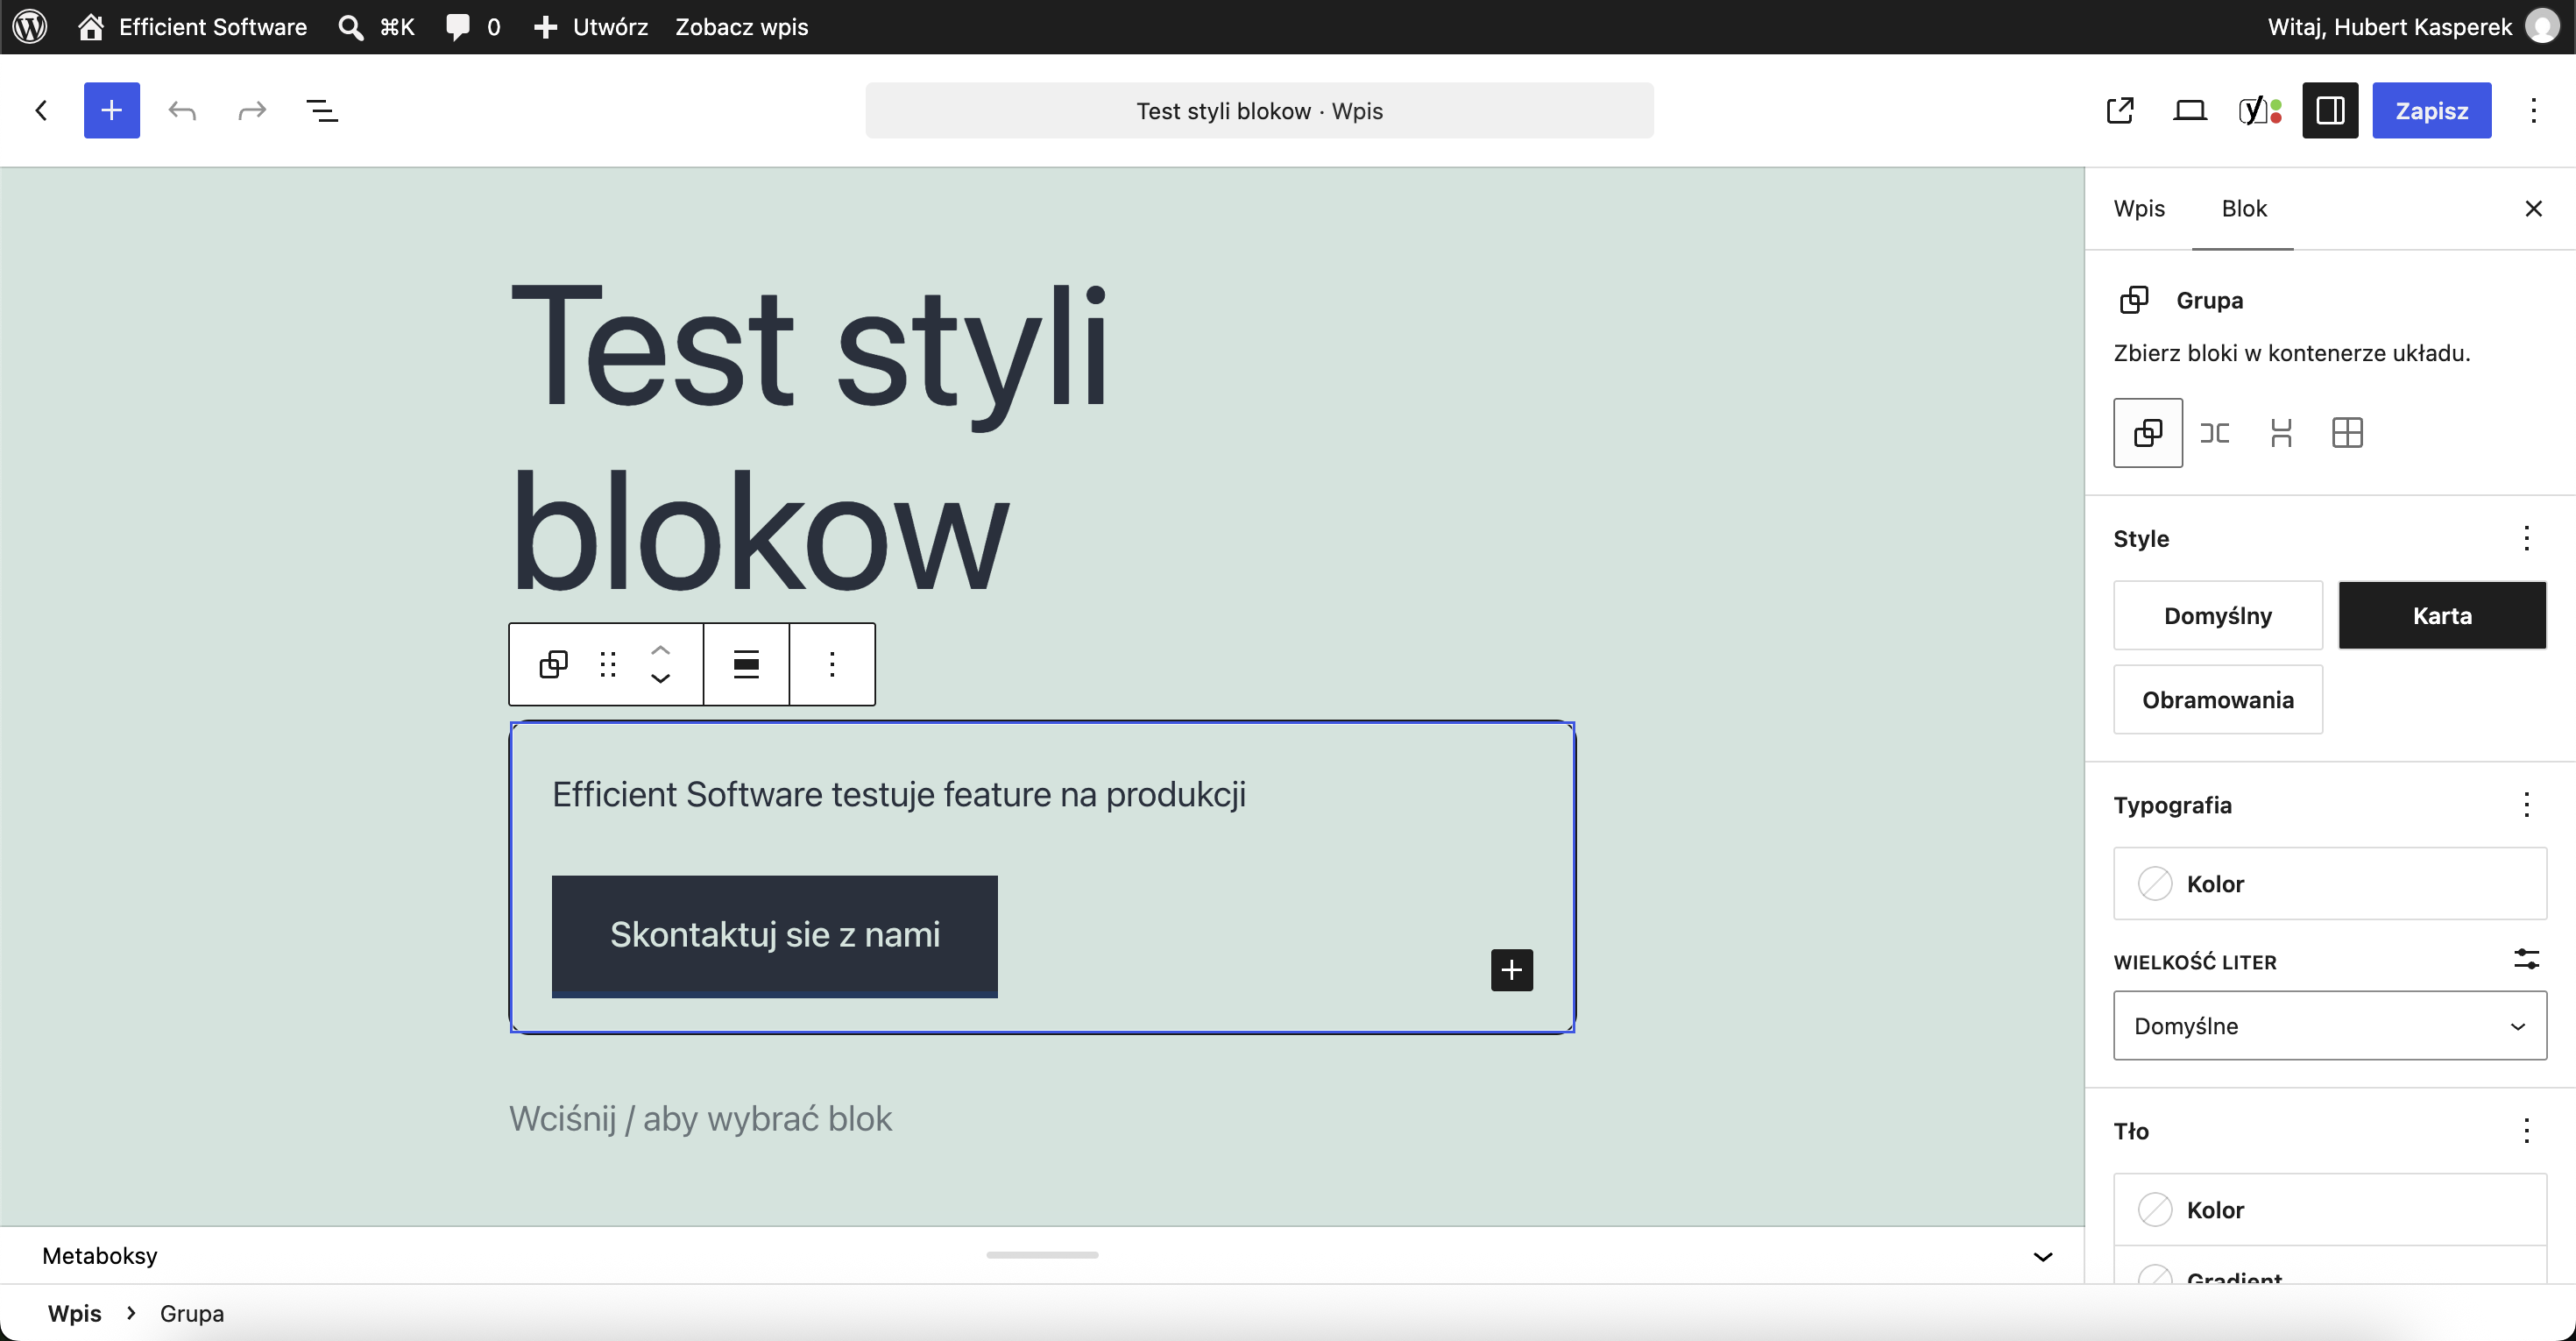 Efficient Software ⌘K 0 Utwórz Zobacz wpis Witaj, Hubert Kasperek
Test styli blokow · Wpis
Zapisz
Test styli
blokow
Efficient Software testuje feature na produkcji
Skontaktuj sie z nami
Wciśnij / aby wybrać blok
Metaboksy
Wpis › Grupa
Wpis Blok
Grupa
Zbierz bloki w kontenerze układu.
Style
Domyślny Karta
Obramowania
Typografia
Kolor
WIELKOŚĆ LITER
Domyślne
Tło
Kolor
Gradient